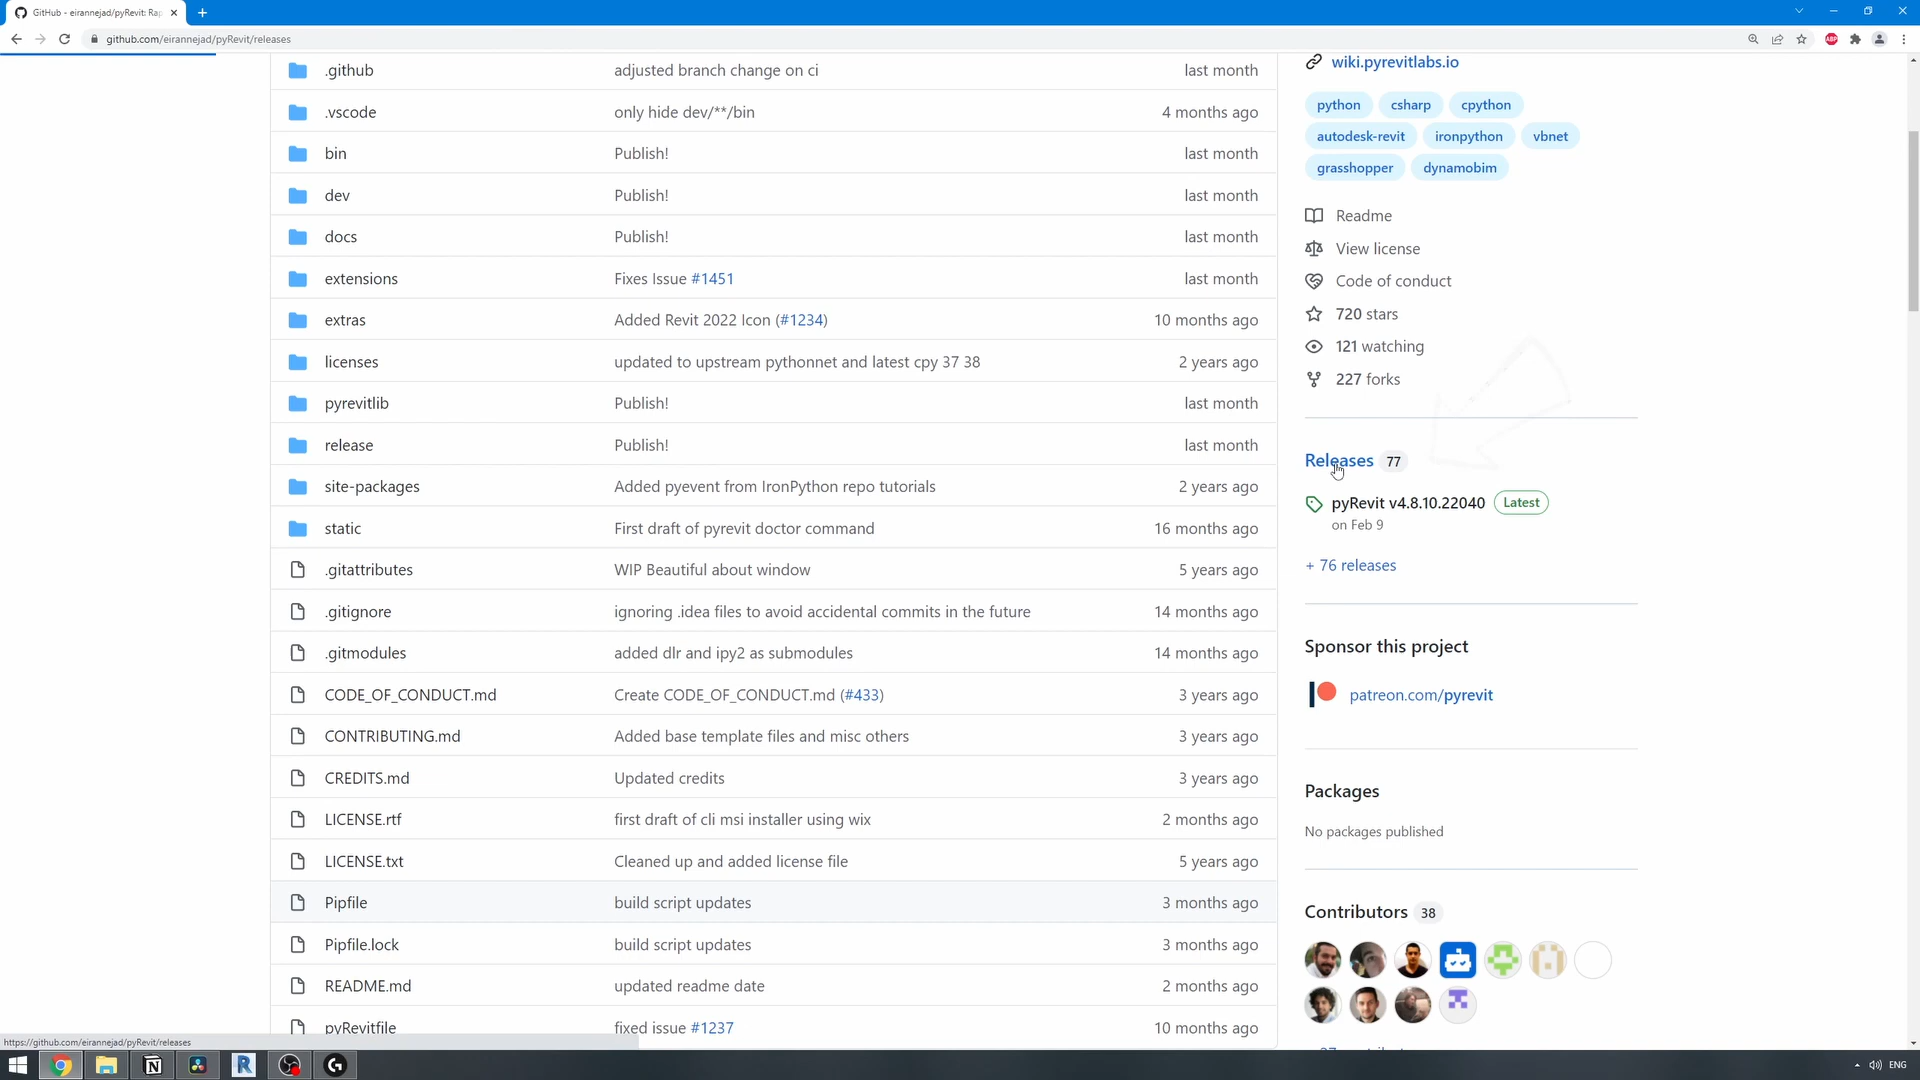 GitHub - eirannejad/pyRevit: Rap
github.com/eirannejad/pyRevit/releases
ABP
.github adjusted branch change on ci last month
.vscode only hide dev/**/bin 4 months ago
bin Publish! last month
dev Publish! last month
docs Publish! last month
extensions Fixes Issue #1451 last month
extras Added Revit 2022 Icon (#1234) 10 months ago
licenses updated to upstream pythonnet and latest cpy 37 38 2 years ago
pyrevitlib Publish! last month
release Publish! last month
site-packages Added pyevent from IronPython repo tutorials 2 years ago
static First draft of pyrevit doctor command 16 months ago
.gitattributes WIP Beautiful about window 5 years ago
.gitignore ignoring .idea files to avoid accidental commits in the future 14 months ago
.gitmodules added dlr and ipy2 as submodules 14 months ago
CODE_OF_CONDUCT.md Create CODE_OF_CONDUCT.md (#433) 3 years ago
CONTRIBUTING.md Added base template files and misc others 3 years ago
CREDITS.md Updated credits 3 years ago
LICENSE.rtf first draft of cli msi installer using wix 2 months ago
LICENSE.txt Cleaned up and added license file 5 years ago
Pipfile build script updates 3 months ago
Pipfile.lock build script updates 3 months ago
README.md updated readme date 2 months ago
pyRevitfile fixed issue #1237 10 months ago
wiki.pyrevitlabs.io
python csharp cpython
autodesk-revit ironpython vbnet
grasshopper dynamobim
Readme
View license
Code of conduct
720 stars
121 watching
227 forks
Releases 77
pyRevit v4.8.10.22040 Latest
on Feb 9
+ 76 releases
Sponsor this project
patreon.com/pyrevit
Packages
No packages published
Contributors 38
https://github.com/eirannejad/pyRevit/releases
ENG